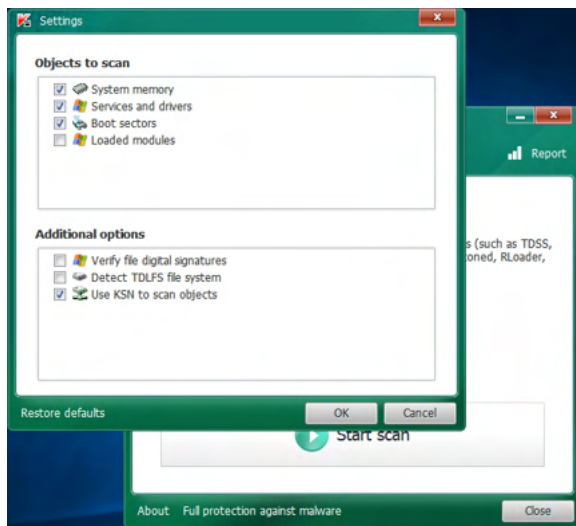 Settings
Objects to scan
System memory
Services and drivers
Boot sectors
Loaded modules
Additional options
Verify file digital signatures
Detect TDLFS file system
Use KSN to scan objects
Restore defaults
OK
Cancel
Report
s (such as TDSS,
oned, RLoader,
Start scan
About
Full protection against malware
Close